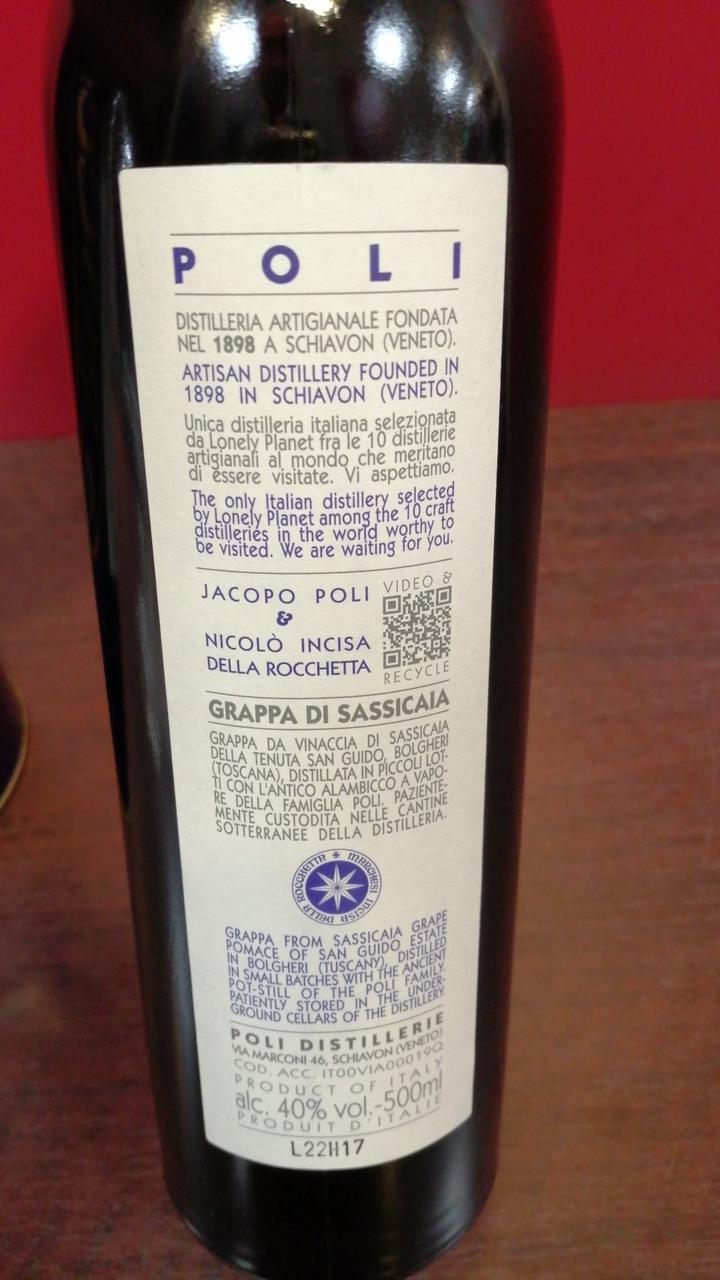 POLI
DISTILLERIA ARTIGIANALE FONDATA
NEL 1898 A SCHIAVON (VENETO).
ARTISAN DISTILLERY FOUNDED IN
1898 IN SCHIAVON (VENETO).
Unica distilleria italiana selezionata
da Lonely Planet fra le 10 distillerie
artigianali al mondo che meritano
di essere visitate. Vi aspettiamo.
The only Italian distillery selected
by Lonely Planet among the 10 craft
distilleries in the world worthy to
be visited. We are waiting for you.
JACOPO POLI
&
NICOLÒ INCISA
DELLA ROCCHETTA
VIDEO &
RECYCLE
GRAPPA DI SASSICAIA
GRAPPA DA VINACCIA DI SASSICAIA
DELLA TENUTA SAN GUIDO, BOLGHERI
(TOSCANA), DISTILLATA IN PICCOLI LOT-
TI CON L'ANTICO ALAMBICCO A VAPO-
RE DELLA FAMIGLIA POLI. PAZIENTE-
MENTE CUSTODITA NELLE CANTINE
SOTTERRANEE DELLA DISTILLERIA.
MARCHESI INCISA DELLA ROCCHETTA
GRAPPA FROM SASSICAIA GRAPE
POMACE OF SAN GUIDO ESTATE
IN BOLGHERI (TUSCANY), DISTILLED
IN SMALL BATCHES WITH THE ANCIENT
POT-STILL OF THE POLI FAMILY.
PATIENTLY STORED IN THE UNDER-
GROUND CELLARS OF THE DISTILLERY.
POLI DISTILLERIE
VIA MARCONI 46, SCHIAVON (VENETO)
COD. ACC. IT00VIA00019Q
PRODUCT OF ITALY
alc. 40% vol.-500ml
PRODUIT D'ITALIE
L22H17